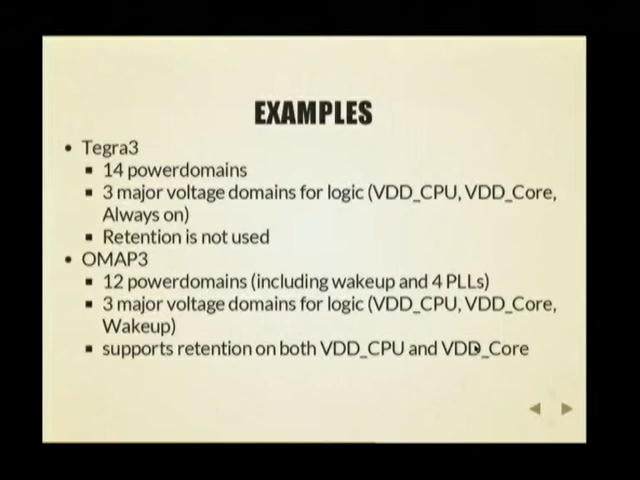 EXAMPLES
Tegra3
14 powerdomains
3 major voltage domains for logic (VDD_CPU, VDD_Core,
Always on)
Retention is not used
OMAP3
12 powerdomains (including wakeup and 4 PLLs)
3 major voltage domains for logic (VDD_CPU, VDD_Core,
Wakeup)
supports retention on both VDD_CPU and VDD_Core